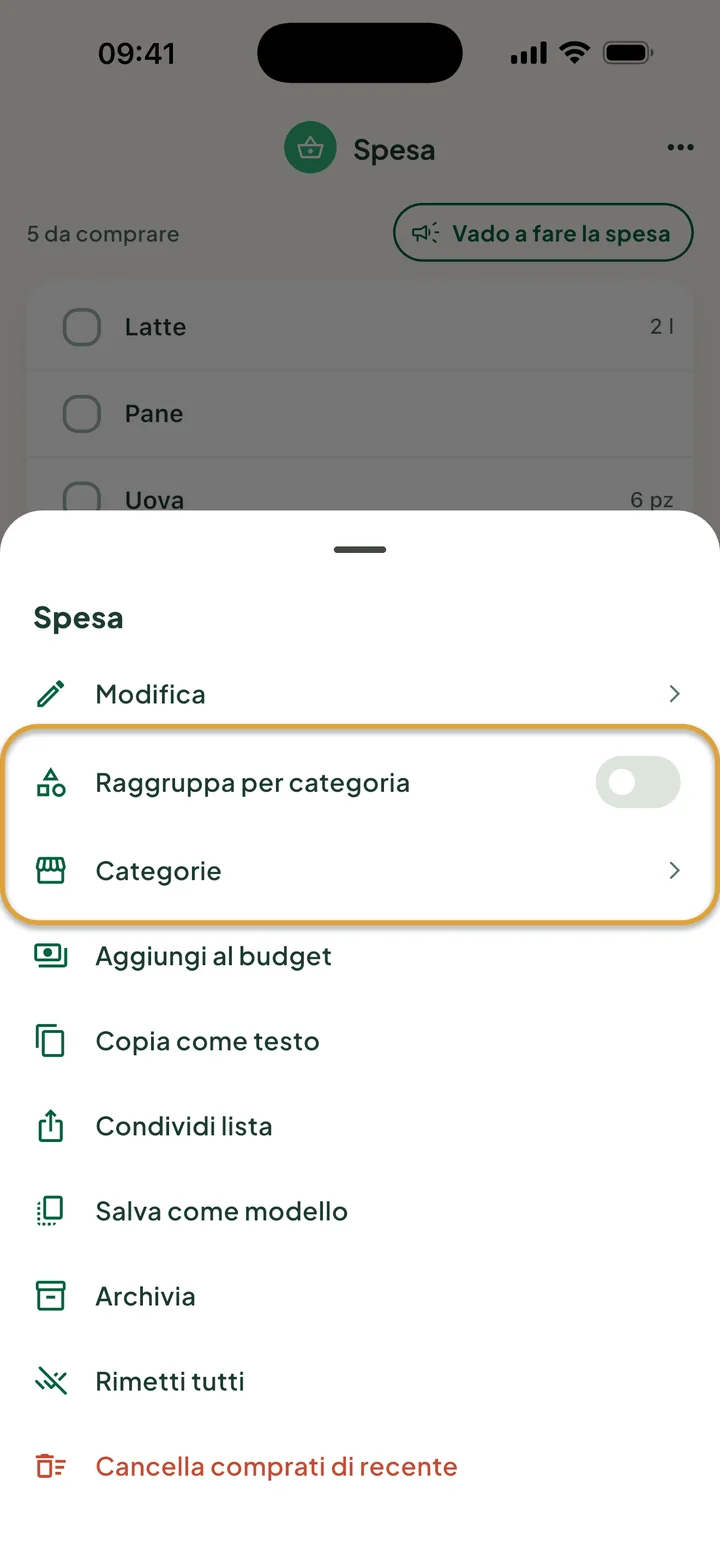 09:41
Spesa
5 da comprare
Vado a fare la spesa
Latte 2 l
Pane
Uova 6 pz
Spesa
Modifica
Raggruppa per categoria
Categorie
Aggiungi al budget
Copia come testo
Condividi lista
Salva come modello
Archivia
Rimetti tutti
Cancella comprati di recente